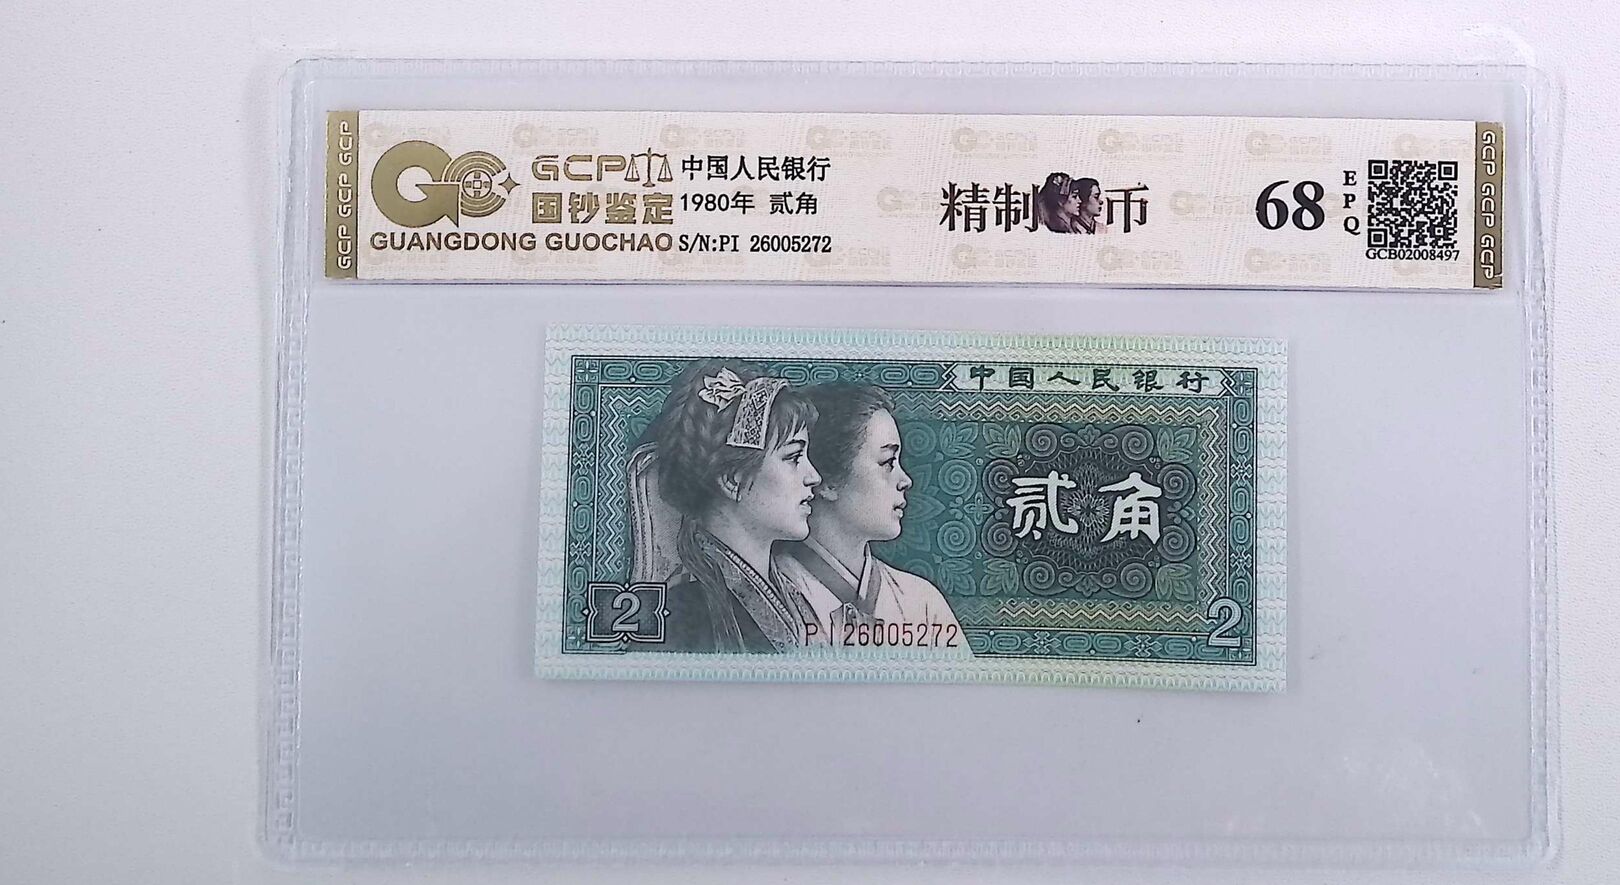 GCP GCP GCP
GC
GCP
国钞鉴定
GUANGDONG GUOCHAO
中国人民银行
1980年 贰角
S/N:PI 26005272
精制 币
68
EPQ
GCB02008497
GCP GCP GCP
中国人民银行
贰角
2
PI26005272
2